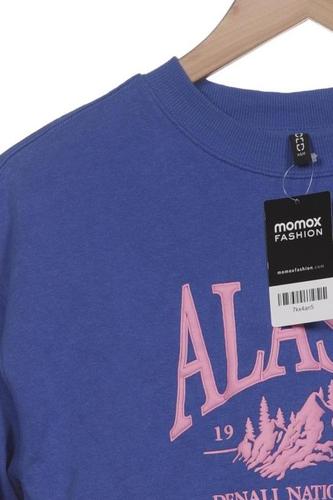 momox
FASHION
momoxfashion.com
7kx4an5
ALAS
19
DENALI NATIO